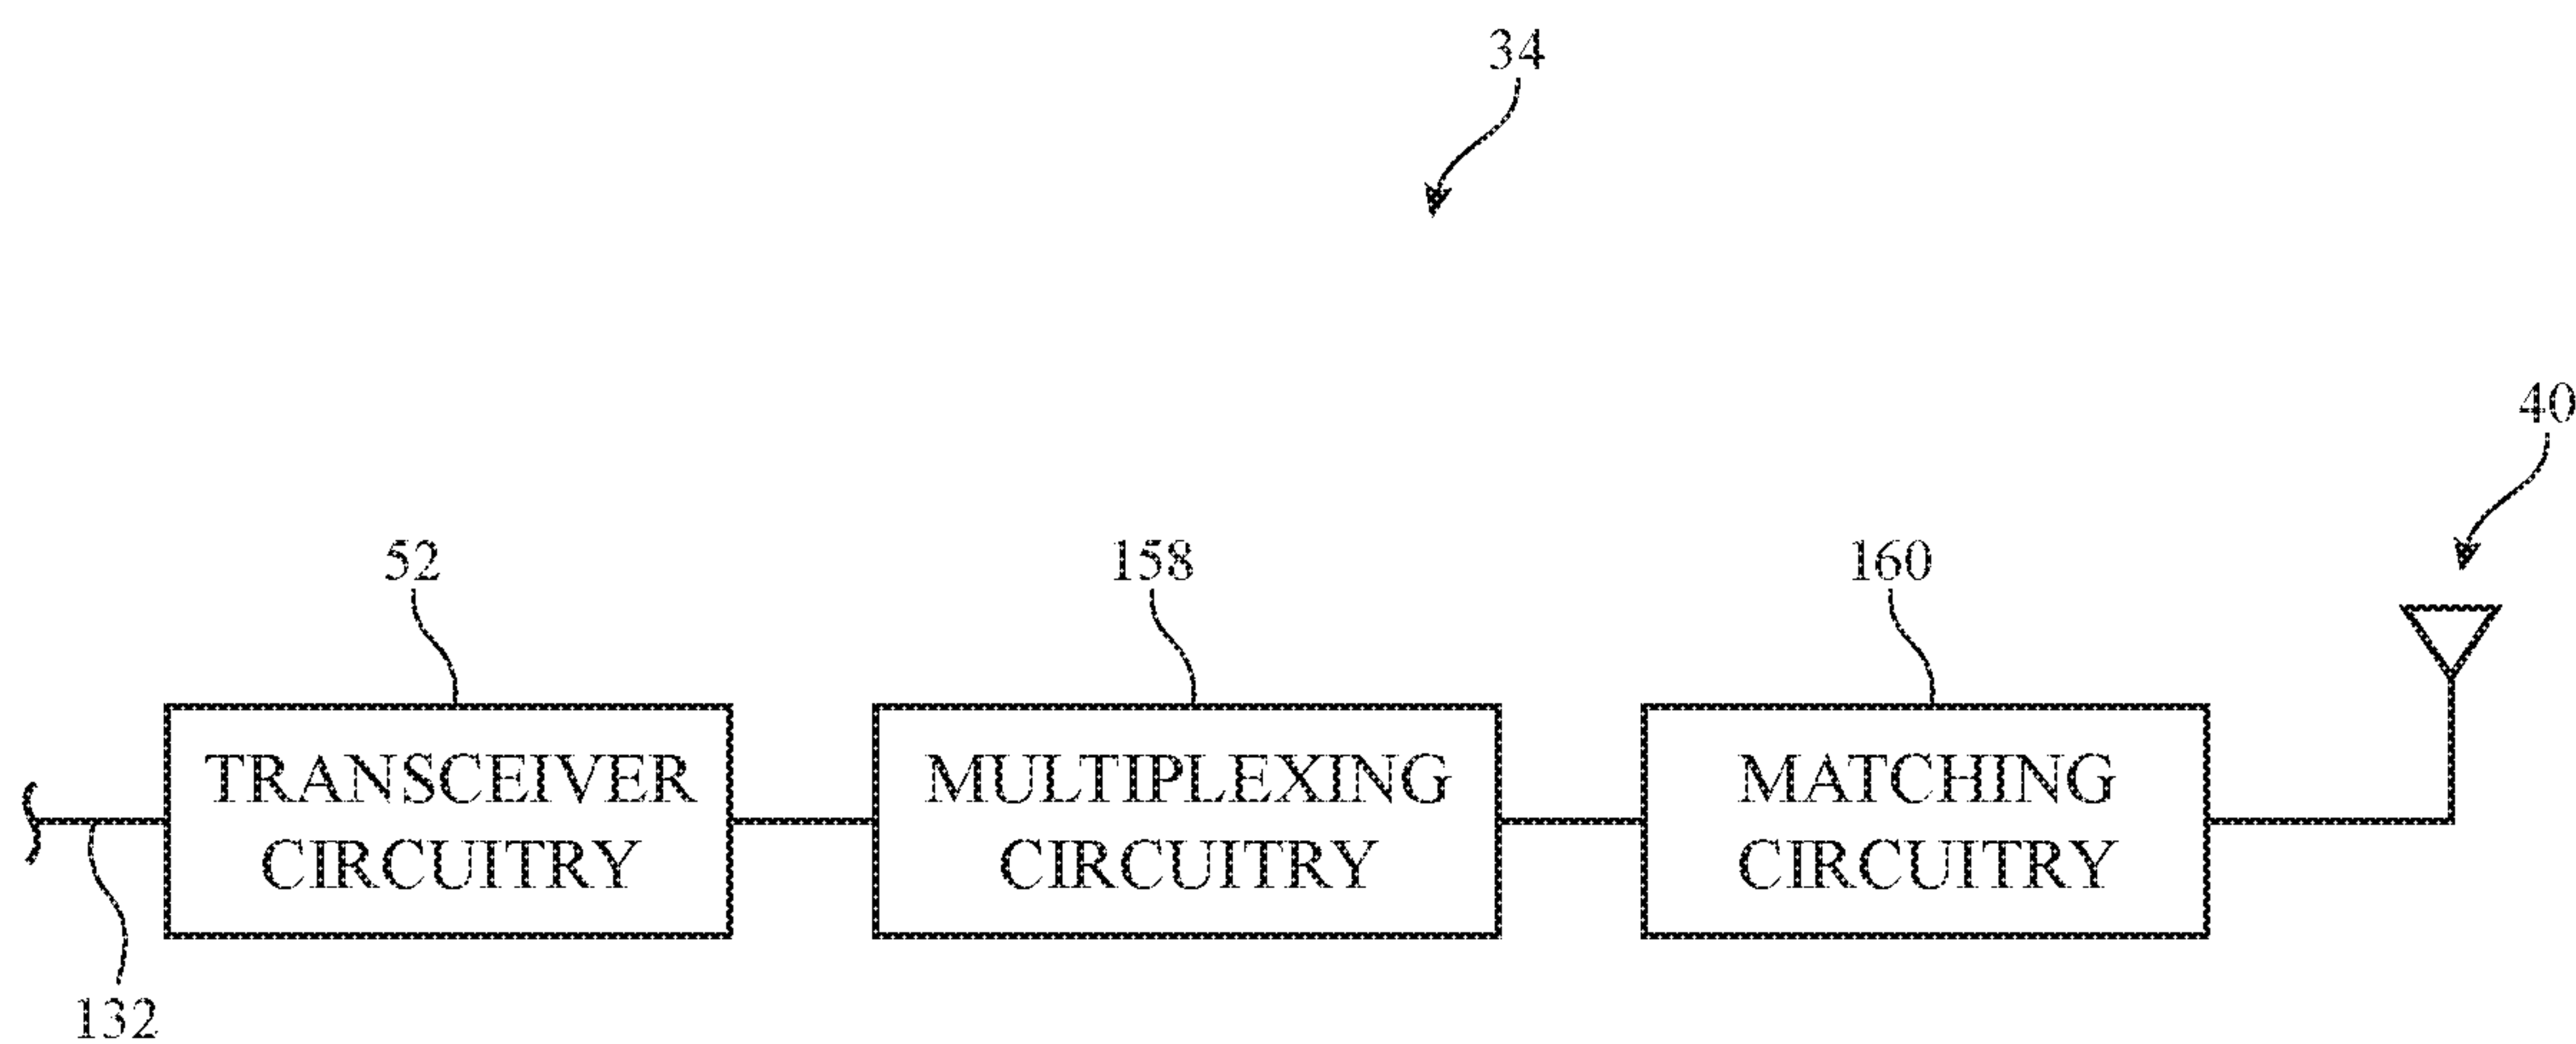 34
40
52
158
160
TRANSCEIVER
CIRCUITRY
MULTIPLEXING
CIRCUITRY
MATCHING
CIRCUITRY
132